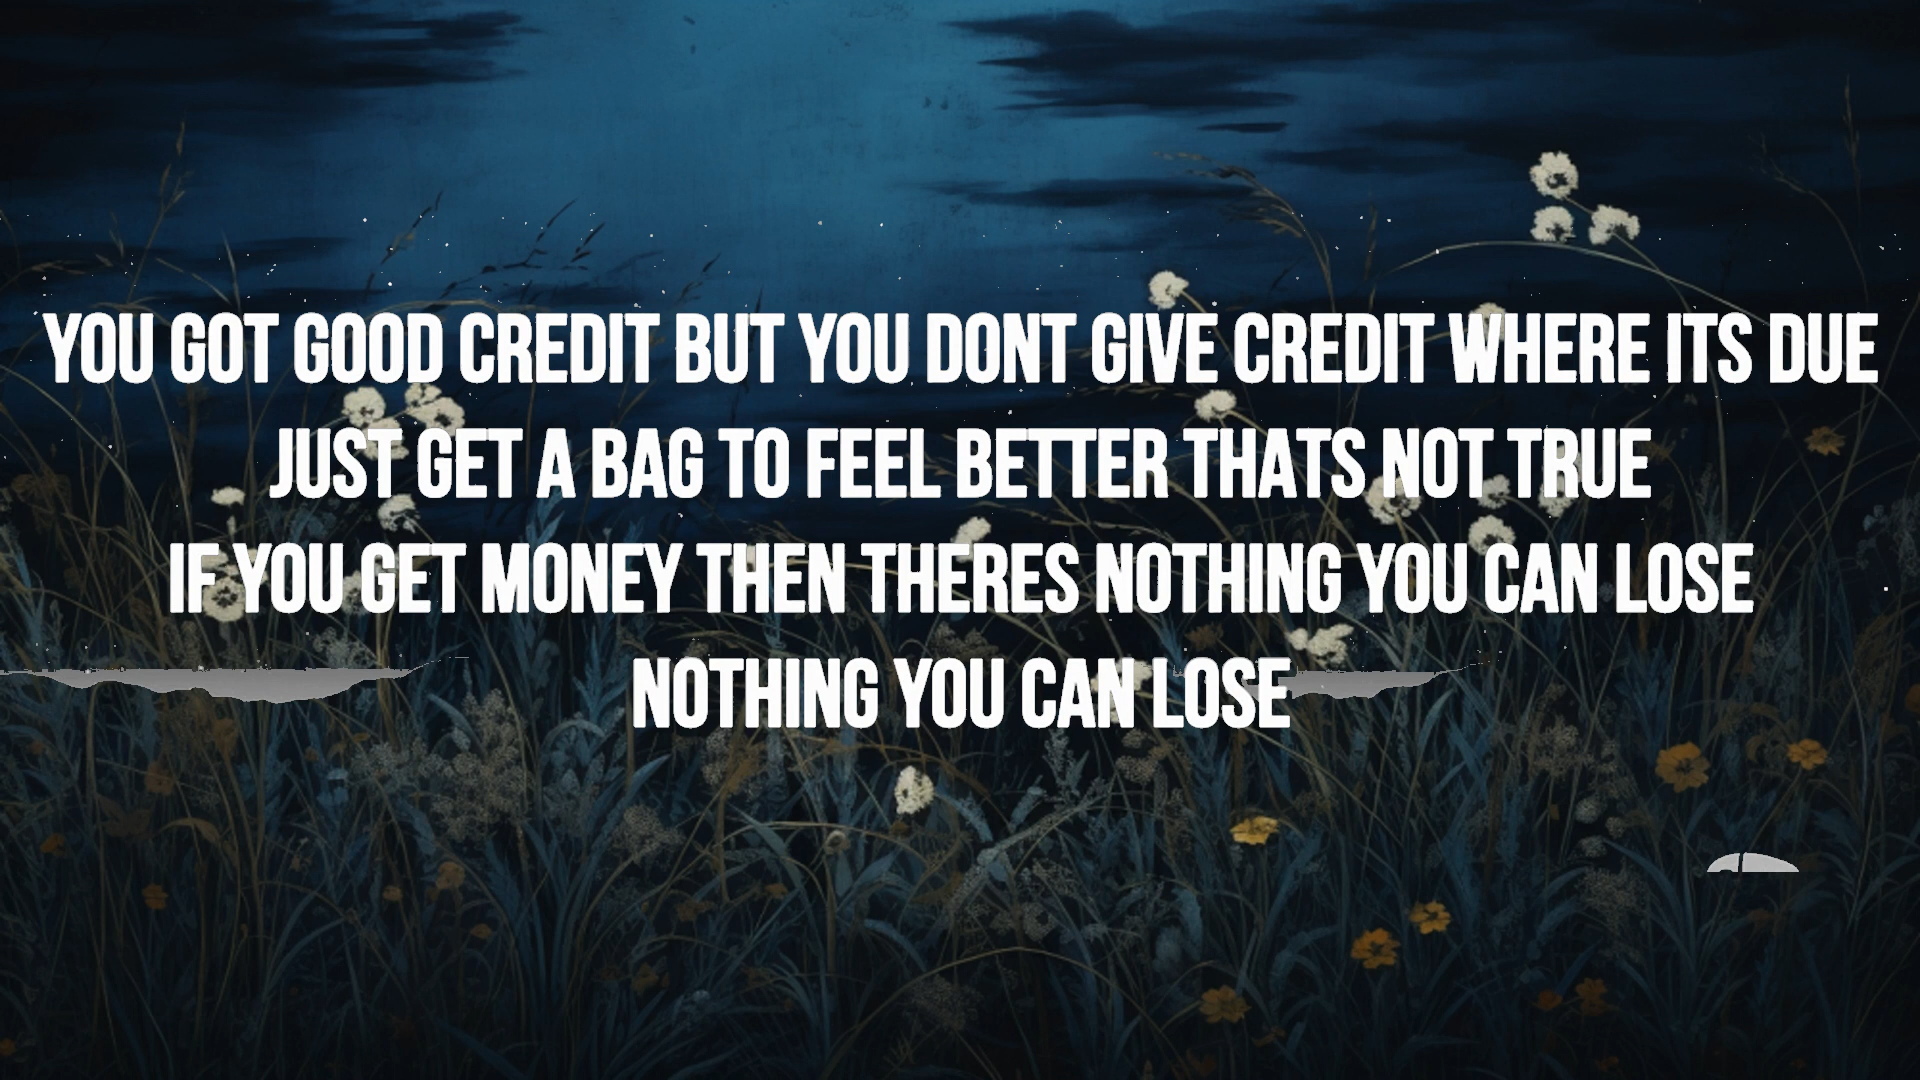 YOU GOT GOOD CREDIT BUT YOU DONT GIVE CREDIT WHERE ITS DUE
JUST GET A BAG TO FEEL BETTER THATS NOT TRUE
IF YOU GET MONEY THEN THERES NOTHING YOU CAN LOSE
NOTHING YOU CAN LOSE